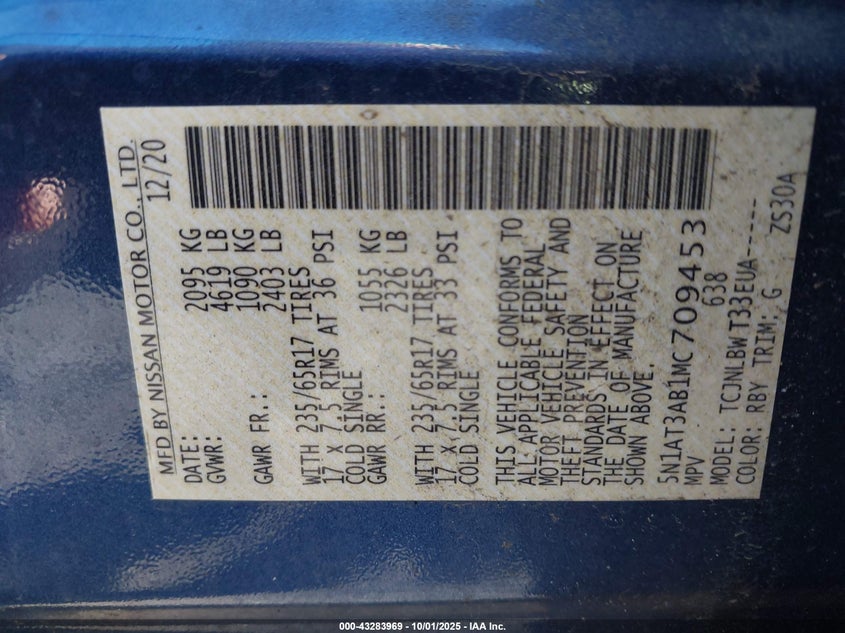 MFD BY NISSAN MOTOR CO., LTD.
DATE: 12/20
GVWR: 2095 KG
4619 LB
GAWR FR.: 1090 KG
2403 LB
WITH 235/65R17 TIRES
17 X 7.5 RIMS AT 36 PSI
COLD SINGLE
GAWR RR.: 1055 KG
2326 LB
WITH 235/65R17 TIRES
17 X 7.5 RIMS AT 33 PSI
COLD SINGLE
THIS VEHICLE CONFORMS TO
ALL APPLICABLE FEDERAL
MOTOR VEHICLE SAFETY AND
THEFT PREVENTION
STANDARDS IN EFFECT ON
THE DATE OF MANUFACTURE
SHOWN ABOVE.
5N1AT3AB1MC709453
MPV 638
MODEL: TCJNLBWT33EUA-----
COLOR: RBY TRIM: G ZS30A
000-43283969 • 10/01/2025 - IAA Inc.